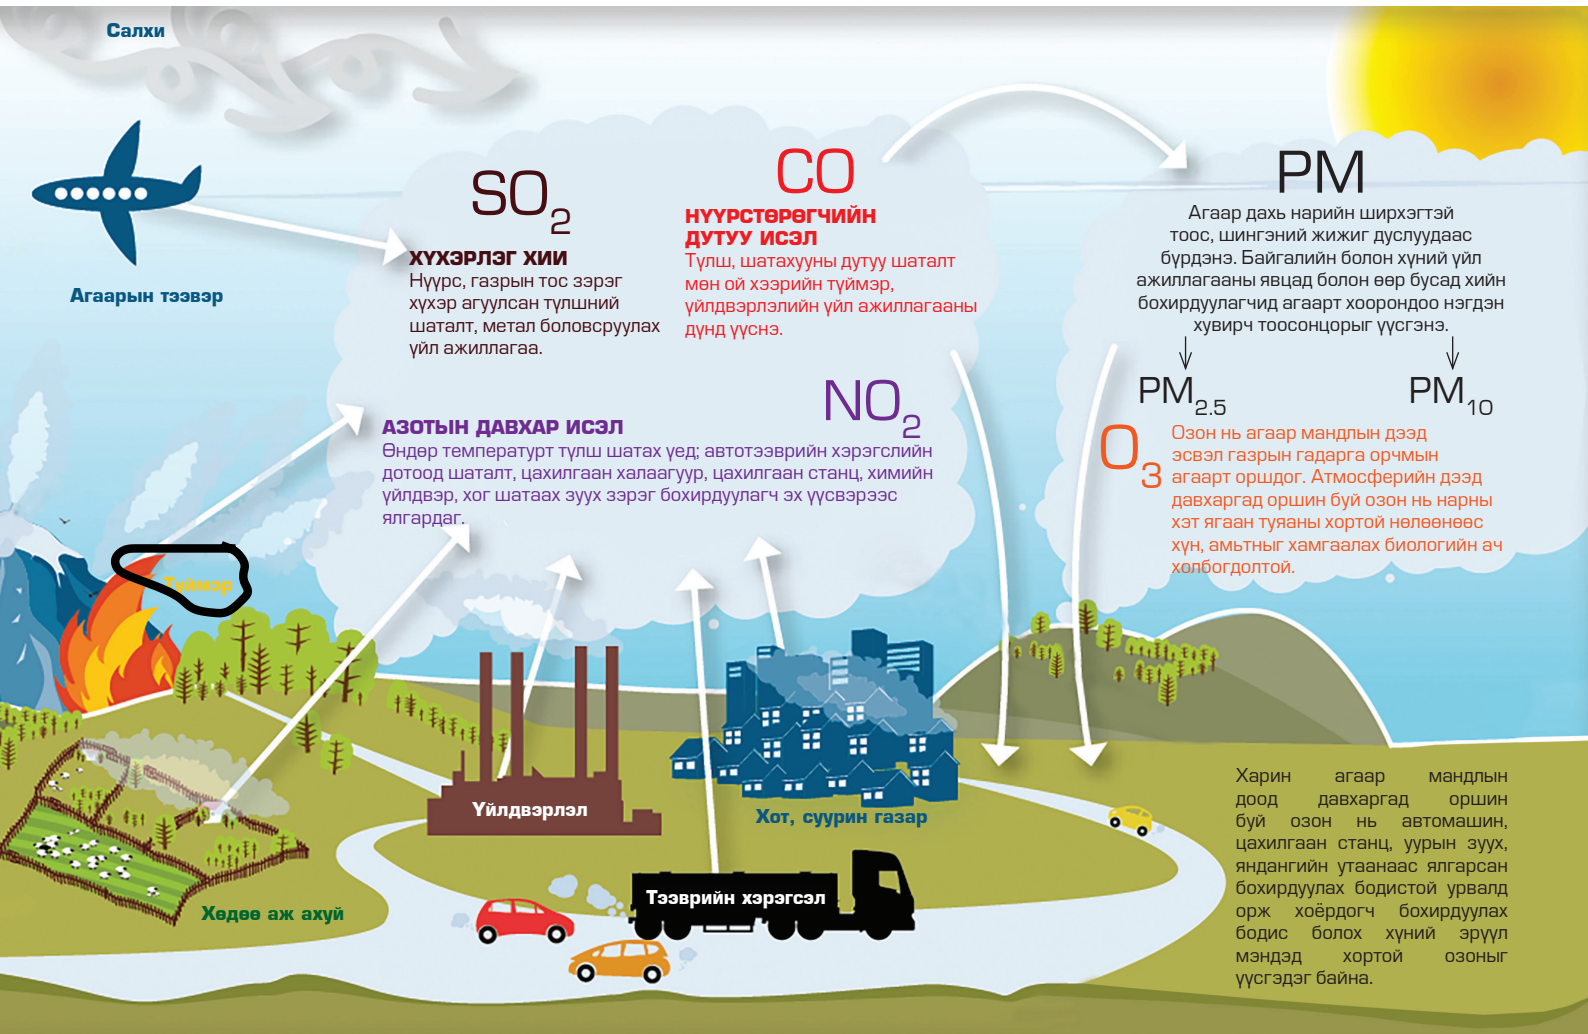 Салхи
Агаарын тээвэр
SO2
ХҮХЭРЛЭГ ХИИ
Нүүрс, газрын тос зэрэг
хүхэр агуулсан түлшний
шаталт, метал боловсруулах
үйл ажиллагаа.
CO
НҮҮРСТӨРӨГЧИЙН
ДУТУУ ИСЭЛ
Түлш, шатахууны дутуу шаталт
мөн ой хээрийн түймэр,
үйлдвэрлэлийн үйл ажиллагааны
дүнд үүснэ.
NO2
АЗОТЫН ДАВХАР ИСЭЛ
Өндөр температурт түлш шатах үед; автотээврийн хэрэгслийн
дотоод шаталт, цахилгаан халаагуур, цахилгаан станц, химийн
үйлдвэр, хог шатаах зуух зэрэг бохирдуулагч эх үүсвэрээс
ялгардаг.
PM
Агаар дахь нарийн ширхэгтэй
тоос, шингэний жижиг дуслуудаас
бүрдэнэ. Байгалийн болон хүний үйл
ажиллагааны явцад болон өөр бусад хийн
бохирдуулагчид агаарт хоорондоо нэгдэн
хувирч тоосонцорыг үүсгэнэ.
PM2.5
PM10
O3
Озон нь агаар мандлын дээд
эсвэл газрын гадарга орчмын
агаарт оршдог. Атмосферийн дээд
давхаргад оршин буй озон нь нарны
хэт ягаан туяаны хортой нөлөөнөөс
хүн, амьтныг хамгаалах биологийн ач
холбогдолтой.
Түймэр
Үйлдвэрлэл
Хот, суурин газар
Тээврийн хэрэгсэл
Хөдөө аж ахуй
Харин агаар мандлын
доод давхаргад оршин
буй озон нь автомашин,
цахилгаан станц, уурын зуух,
яндангийн утаанаас ялгарсан
бохирдуулах бодистой урвалд
орж хоёрдогч бохирдуулах
бодис болох хүний эрүүл
мэндэд хортой озоныг
үүсгэдэг байна.